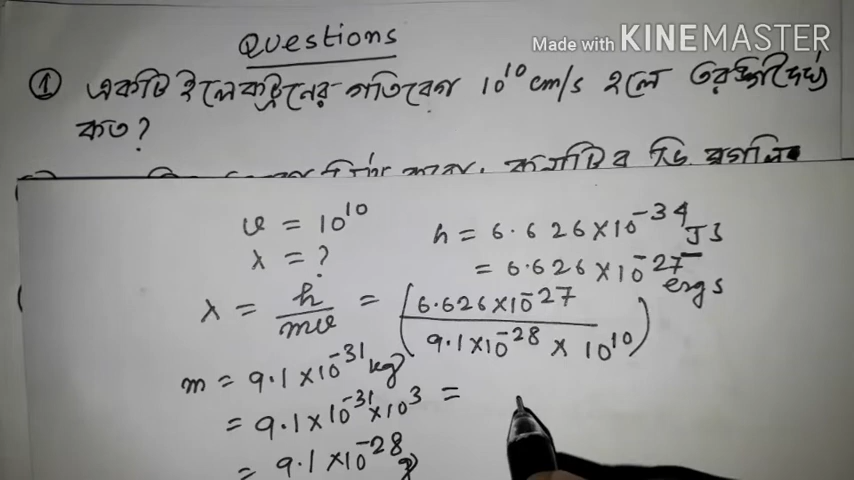 Made with KINEMASTER
Questions
① একটি ইলেকট্রনের গতিবেগ 10¹⁰ cm/s হলে তরঙ্গদৈর্ঘ্য
কত?
v = 10¹⁰
λ = ?
h = 6.626×10⁻³⁴ Js
= 6.626×10⁻²⁷ ergs
λ = h/mv = (6.626×10⁻²⁷ / 9.1×10⁻²⁸ × 10¹⁰)
m = 9.1×10⁻³¹ kg
= 9.1×10⁻³¹×10³ =
= 9.1×10⁻²⁸ g